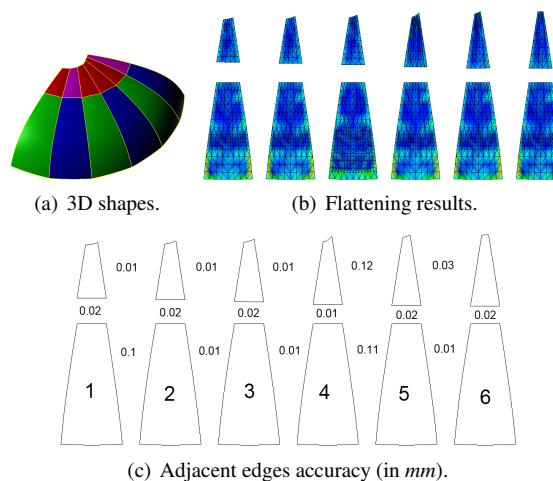 (a) 3D shapes.
(b) Flattening results.
0.01 0.01 0.01 0.12 0.03
0.02 0.02 0.02 0.01 0.02 0.02
0.1 0.01 0.01 0.11 0.01
1 2 3 4 5 6
(c) Adjacent edges accuracy (in mm).